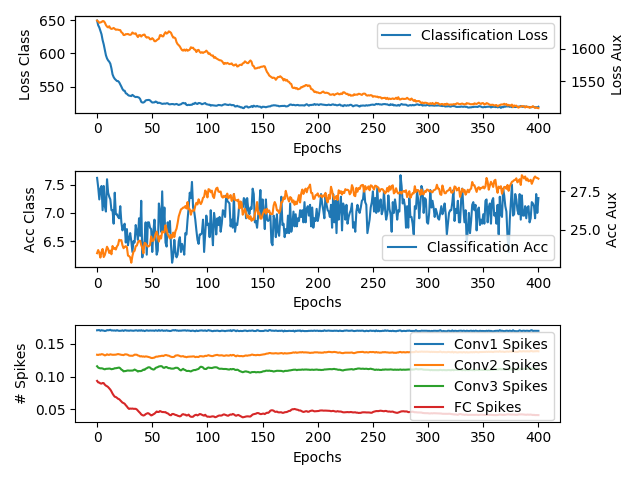 650
600
550
Loss Class
Classification Loss
1600
1550
Loss Aux
0 50 100 150 200 250 300 350 400
Epochs
7.5
7.0
6.5
Acc Class
Classification Acc
27.5
25.0
Acc Aux
0 50 100 150 200 250 300 350 400
Epochs
0.15
0.10
0.05
# Spikes
Conv1 Spikes
Conv2 Spikes
Conv3 Spikes
FC Spikes
0 50 100 150 200 250 300 350 400
Epochs